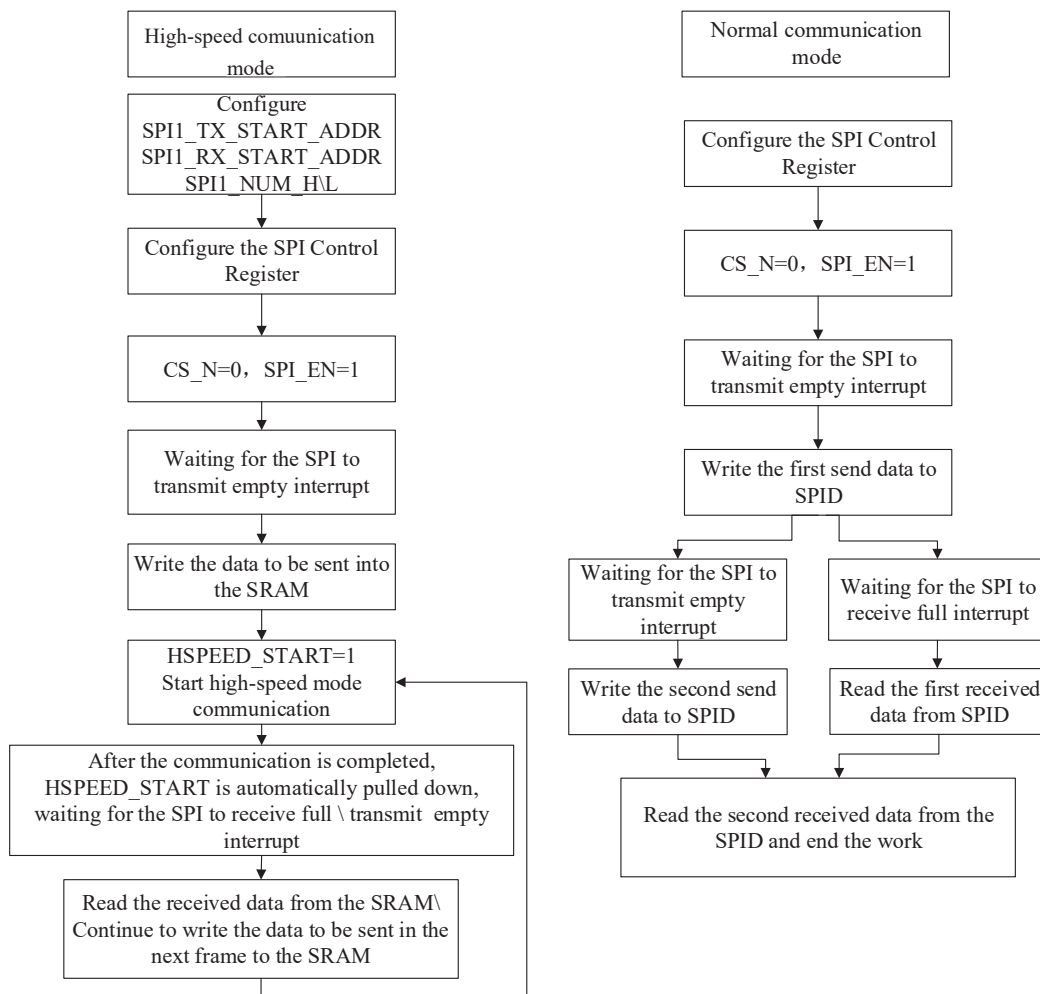 High-speed comuunication
mode
Configure
SPI1_TX_START_ADDR
SPI1_RX_START_ADDR
SPI1_NUM_H\L
Configure the SPI Control
Register
CS_N=0，SPI_EN=1
Waiting for the SPI to
transmit empty interrupt
Write the data to be sent into
the SRAM
HSPEED_START=1
Start high-speed mode
communication
After the communication is completed,
HSPEED_START is automatically pulled down,
waiting for the SPI to receive full \ transmit empty
interrupt
Read the received data from the SRAM\
Continue to write the data to be sent in the
next frame to the SRAM
Normal communication
mode
Configure the SPI Control
Register
CS_N=0，SPI_EN=1
Waiting for the SPI to
transmit empty interrupt
Write the first send data to
SPID
Waiting for the SPI to
transmit empty
interrupt
Write the second send
data to SPID
Waiting for the SPI to
receive full interrupt
Read the first received
data from SPID
Read the second received data from the
SPID and end the work